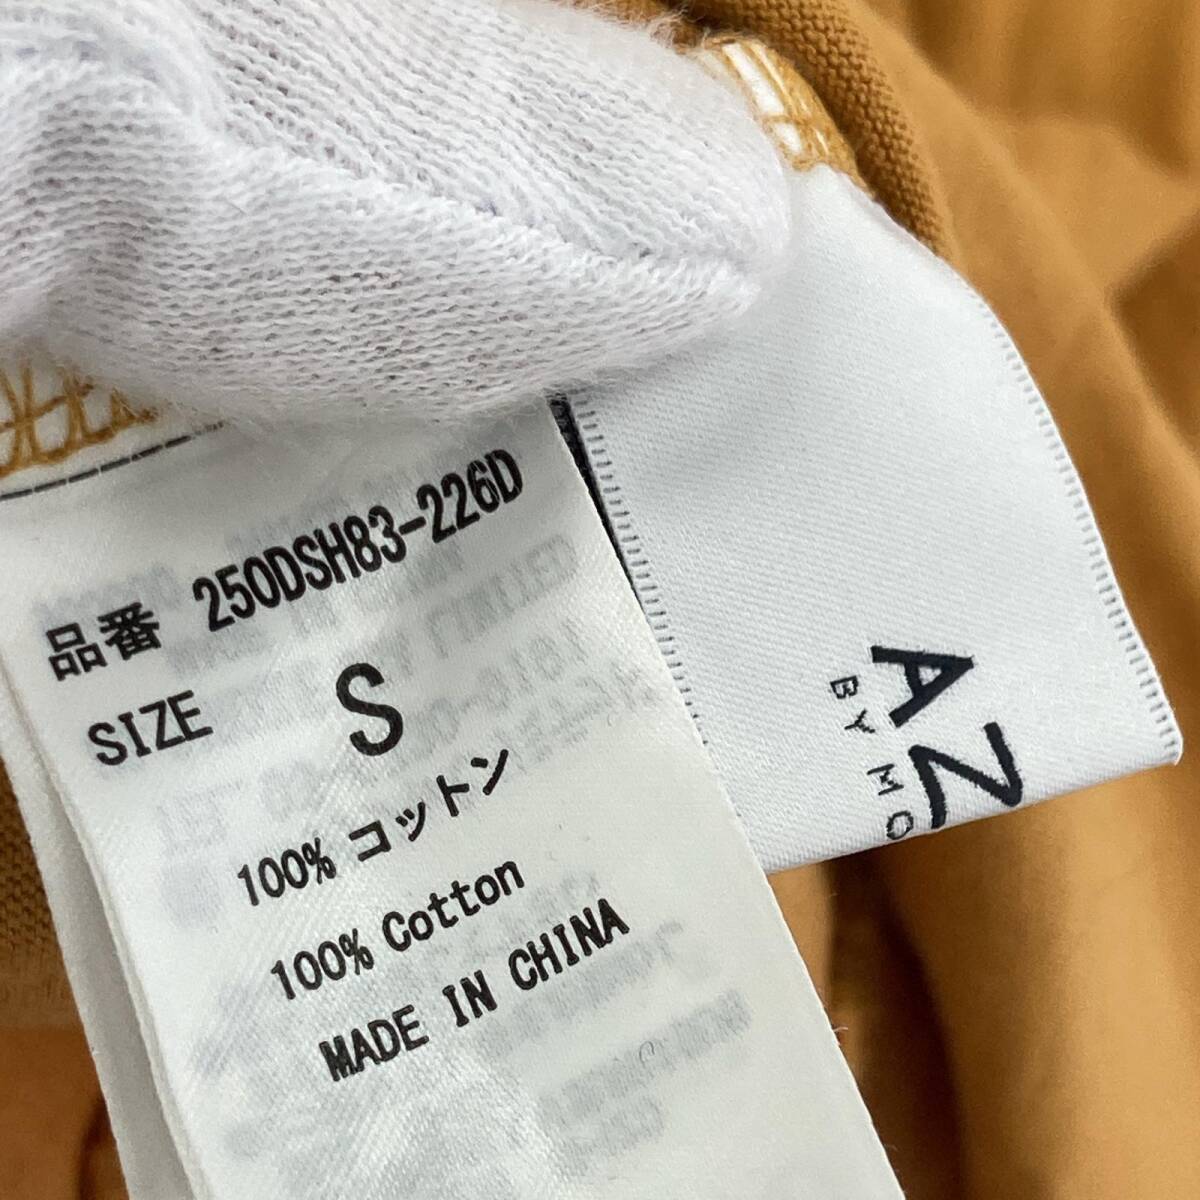 品番 250DSH83-226D
SIZE S
100% コットン
100% Cotton
MADE IN CHINA
AZ
BY MO